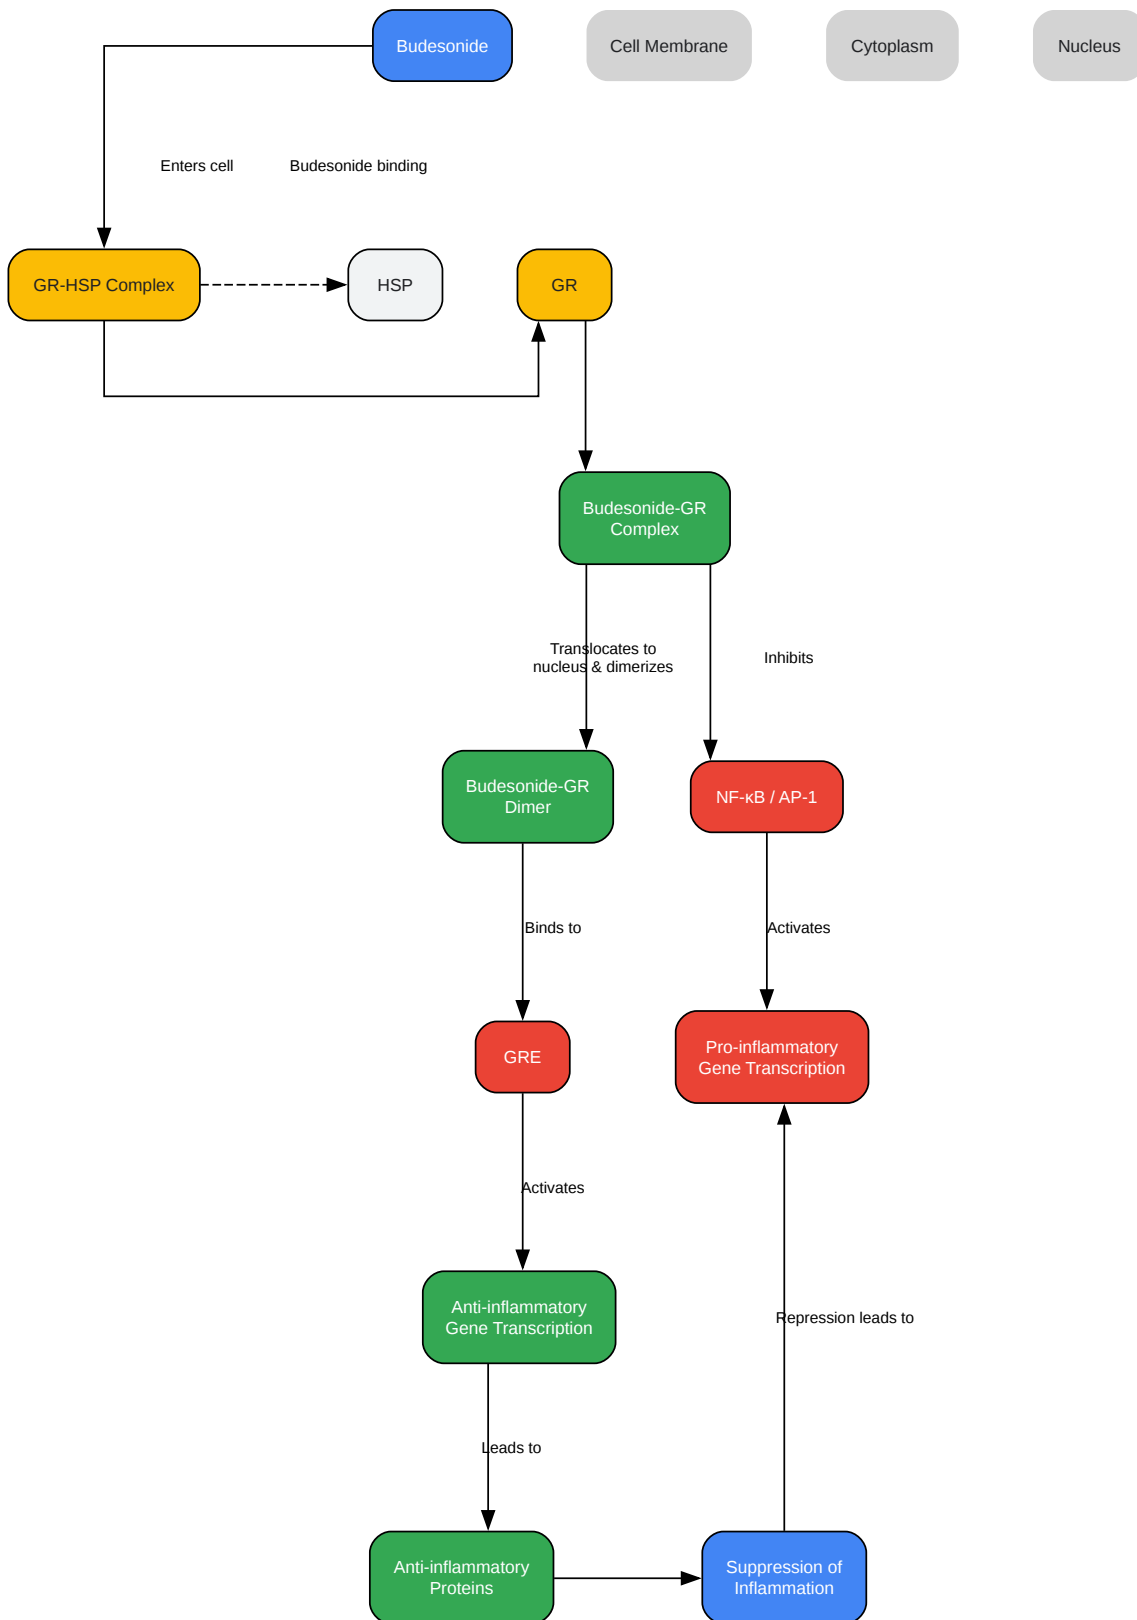 Budesonide
Cell Membrane
Cytoplasm
Nucleus
Enters cell
Budesonide binding
GR-HSP Complex
HSP
GR
Budesonide-GR
Complex
Translocates to
nucleus & dimerizes
Inhibits
Budesonide-GR
Dimer
NF-κB / AP-1
Binds to
Activates
GRE
Pro-inflammatory
Gene Transcription
Activates
Anti-inflammatory
Gene Transcription
Repression leads to
Leads to
Anti-inflammatory
Proteins
Suppression of
Inflammation